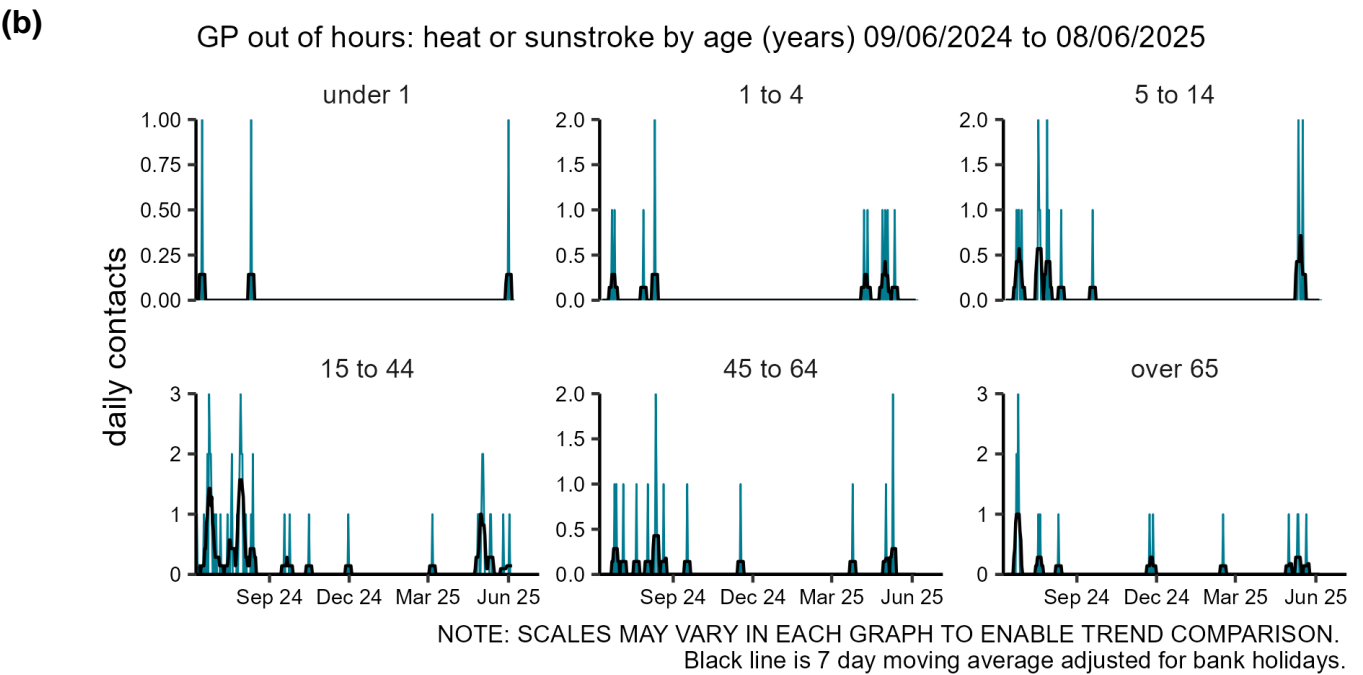 (b)
GP out of hours: heat or sunstroke by age (years) 09/06/2024 to 08/06/2025
daily contacts
under 1
1.00
0.75
0.50
0.25
0.00
1 to 4
2.0
1.5
1.0
0.5
0.0
5 to 14
2.0
1.5
1.0
0.5
0.0
15 to 44
3
2
1
0
Sep 24 Dec 24 Mar 25 Jun 25
45 to 64
2.0
1.5
1.0
0.5
0.0
Sep 24 Dec 24 Mar 25 Jun 25
over 65
3
2
1
0
Sep 24 Dec 24 Mar 25 Jun 25
NOTE: SCALES MAY VARY IN EACH GRAPH TO ENABLE TREND COMPARISON.
Black line is 7 day moving average adjusted for bank holidays.